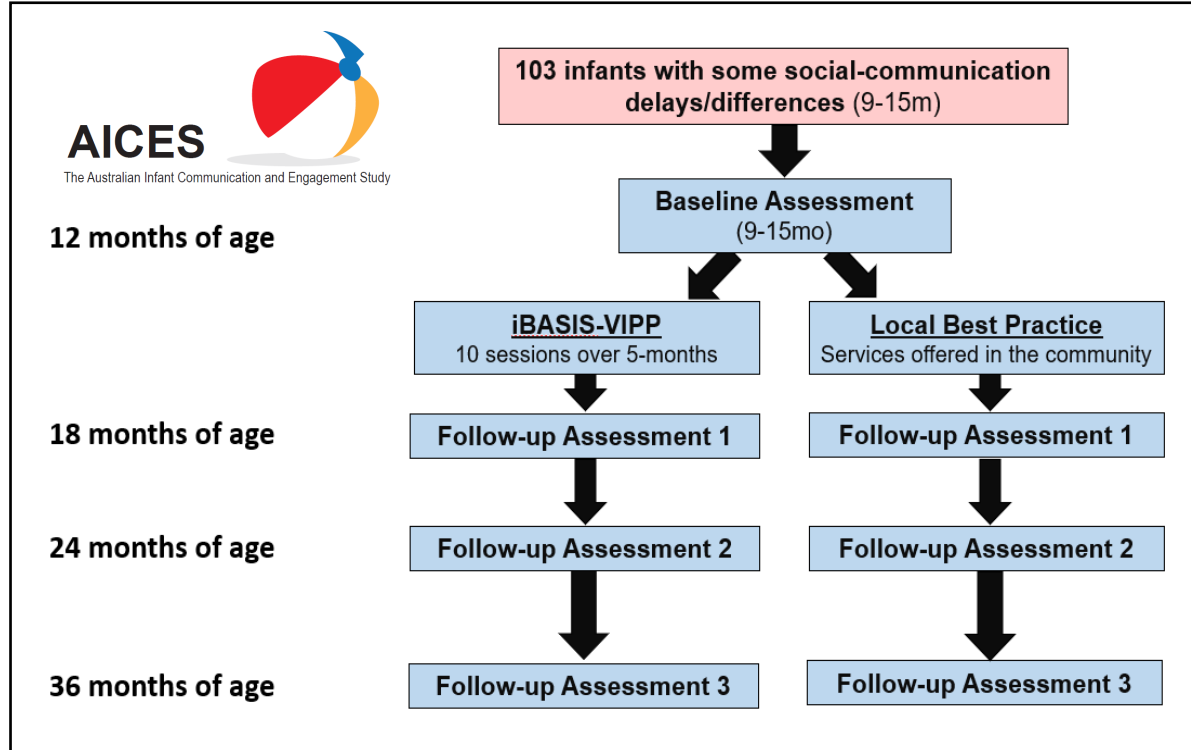 AICES
The Australian Infant Communication and Engagement Study
103 infants with some social-communication
delays/differences (9-15m)
12 months of age
Baseline Assessment
(9-15mo)
iBASIS-VIPP
10 sessions over 5-months
Local Best Practice
Services offered in the community
18 months of age
Follow-up Assessment 1
Follow-up Assessment 1
24 months of age
Follow-up Assessment 2
Follow-up Assessment 2
36 months of age
Follow-up Assessment 3
Follow-up Assessment 3